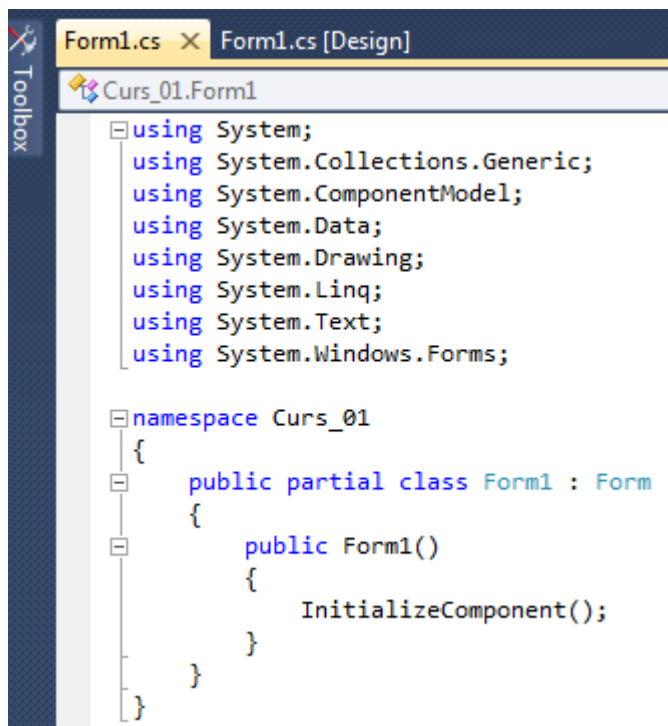 Toolbox
Form1.cs × Form1.cs [Design]
Curs_01.Form1
using System;
using System.Collections.Generic;
using System.ComponentModel;
using System.Data;
using System.Drawing;
using System.Linq;
using System.Text;
using System.Windows.Forms;
namespace Curs_01
{
public partial class Form1 : Form
{
public Form1()
{
InitializeComponent();
}
}
}